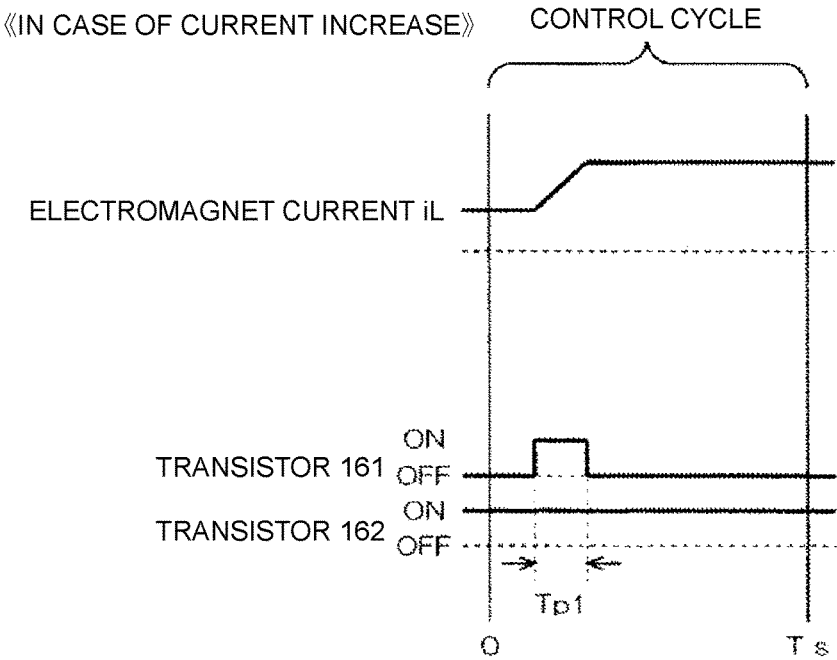 《IN CASE OF CURRENT INCREASE》
CONTROL CYCLE
ELECTROMAGNET CURRENT iL
TRANSISTOR 161
ON
OFF
TRANSISTOR 162
ON
OFF
Tp1
0
Ts